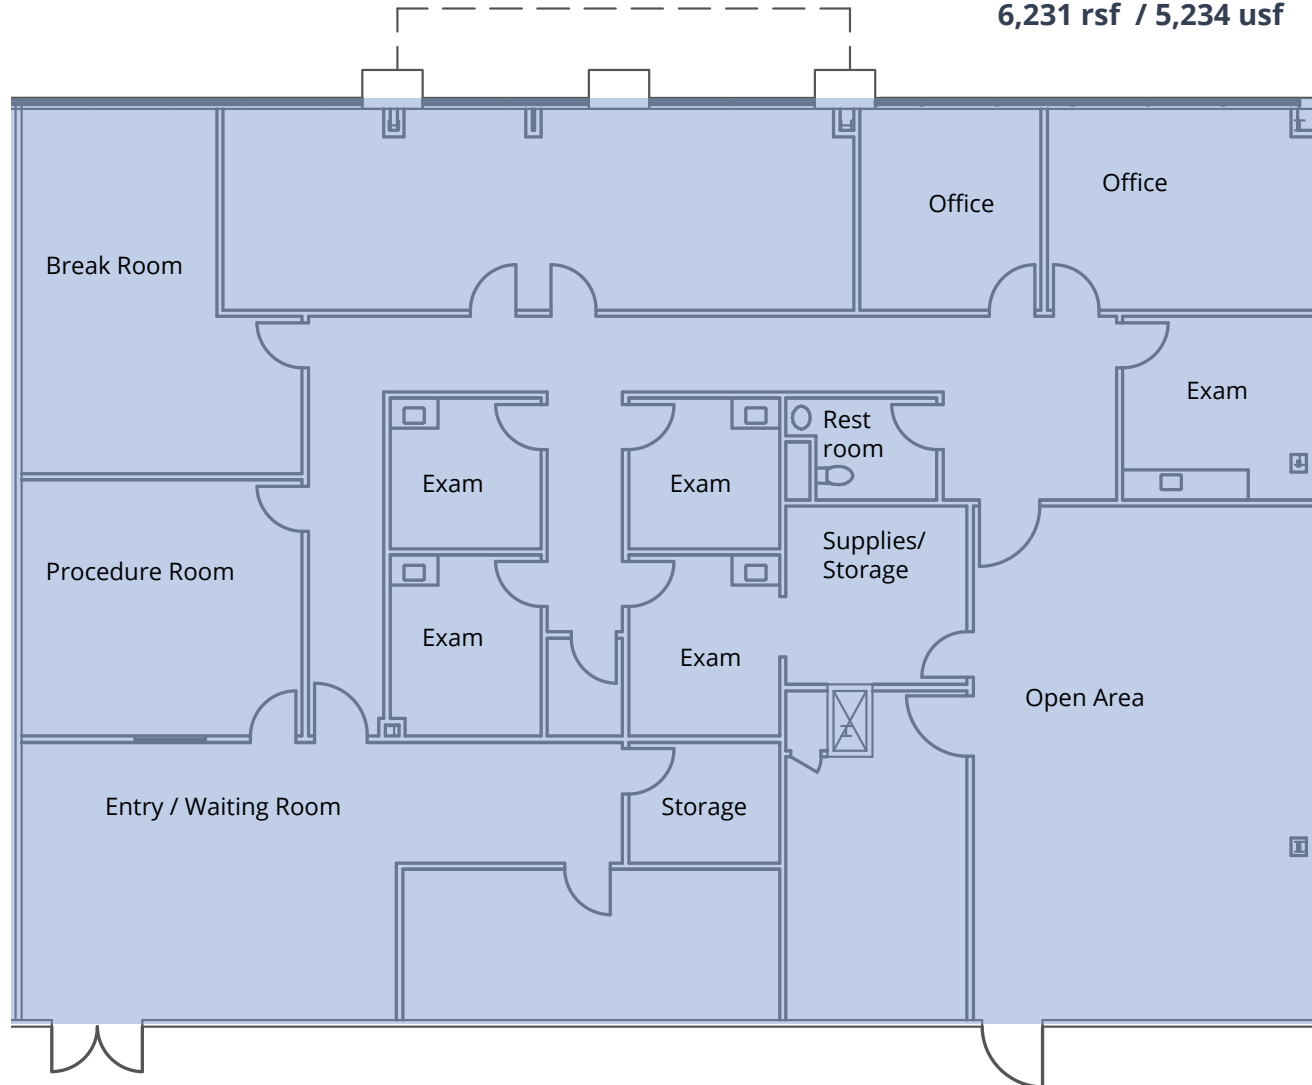 6,231 rsf / 5,234 usf
Office
Office
Break Room
Exam
Rest
room
Exam
Exam
Supplies/
Storage
Procedure Room
Exam
Exam
Open Area
Entry / Waiting Room
Storage